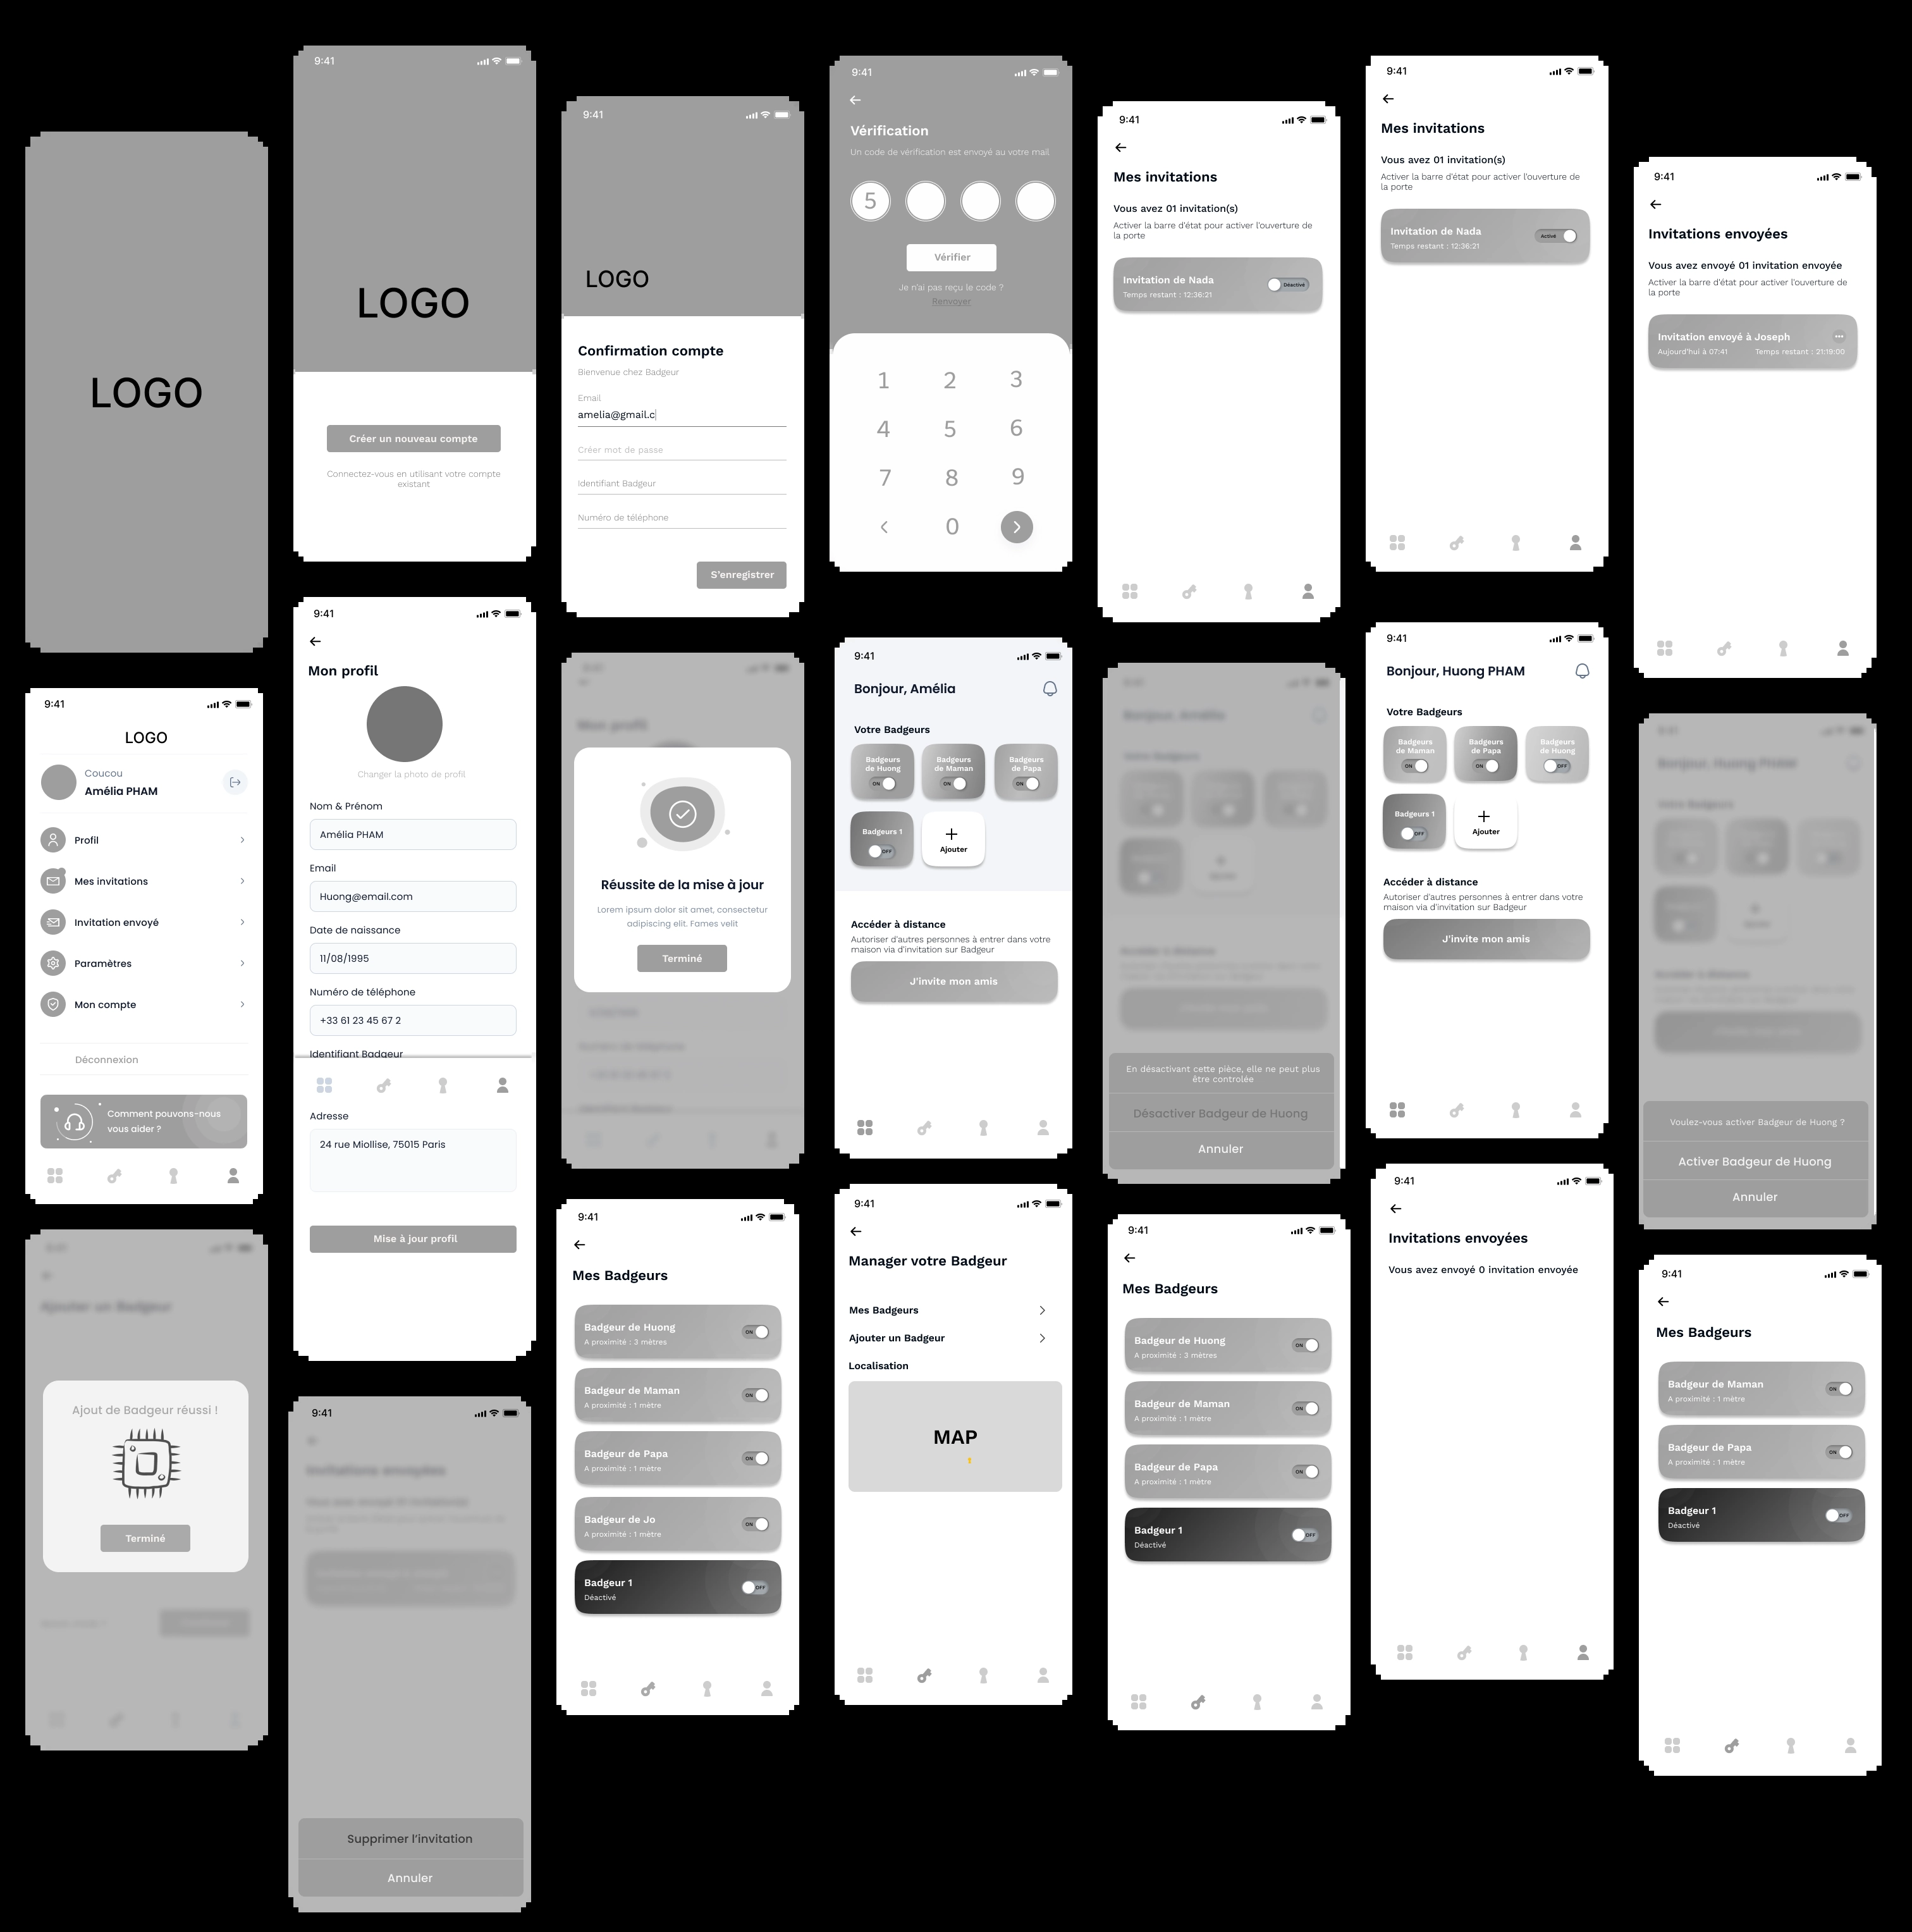 LOGO
9:41
Coucou
LOGO
Amélia PHAM
Profil
Mes invitations
Invitation envoyé
Paramètres
Mon compte
Déconnexion
Comment pouvons-nous
vous aider ?
Ajout de Badgeur réussi !
Terminé
9:41
LOGO
Créer un nouveau compte
Connectez-vous en utilisant votre compte
existant
9:41
Mon profil
Changer la photo de profil
Nom & Prénom
Amélia PHAM
Email
Huong@email.com
Date de naissance
11/08/1995
Numéro de téléphone
+33 61 23 45 67 2
Identifiant Badgeur
Adresse
24 rue Miollise, 75015 Paris
Mise à jour profil
9:41
Supprimer l'invitation
Annuler
9:41
LOGO
Confirmation compte
Bienvenue chez Badgeur
Email
amelia@gmail.c
Créer mot de passe
Identifiant Badgeur
Numéro de téléphone
S'enregistrer
Réussite de la mise à jour
Lorem ipsum dolor sit amet, consectetur
adipiscing elit. Fames velit
Terminé
9:41
Mes Badgeurs
Badgeur de Huong
A proximité : 3 mètres
ON
Badgeur de Maman
A proximité : 1 mètre
ON
Badgeur de Papa
A proximité : 1 mètre
ON
Badgeur de Jo
A proximité : 1 mètre
ON
Badgeur 1
Déactivé
OFF
9:41
Vérification
Un code de vérification est envoyé au votre mail
5
Vérifier
Je n'ai pas reçu le code ?
Renvoyer
1 2 3
4 5 6
7 8 9
0
9:41
Bonjour, Amélia
Votre Badgeurs
Badgeurs
de Huong
ON
Badgeurs
de Maman
ON
Badgeurs
de Papa
ON
Badgeurs 1
OFF
Ajouter
Accéder à distance
Autoriser d'autres personnes à entrer dans votre
maison via d'invitation sur Badgeur
J'invite mon amis
9:41
Manager votre Badgeur
Mes Badgeurs
Ajouter un Badgeur
Localisation
MAP
9:41
Mes invitations
Vous avez 01 invitation(s)
Activer la barre d'état pour activer l'ouverture de
la porte
Invitation de Nada
Temps restant : 12:36:21
Déactivé
En désactivant cette pièce, elle ne peut plus
être controlée
Désactiver Badgeur de Huong
Annuler
9:41
Mes Badgeurs
Badgeur de Huong
A proximité : 3 mètres
ON
Badgeur de Maman
A proximité : 1 mètre
ON
Badgeur de Papa
A proximité : 1 mètre
ON
Badgeur 1
Déactivé
OFF
9:41
Mes invitations
Vous avez 01 invitation(s)
Activer la barre d'état pour activer l'ouverture de
la porte
Invitation de Nada
Temps restant : 12:36:21
Activé
9:41
Bonjour, Huong PHAM
Votre Badgeurs
Badgeurs
de Maman
ON
Badgeurs
de Papa
ON
Badgeurs
de Huong
OFF
Badgeurs 1
OFF
Ajouter
Accéder à distance
Autoriser d'autres personnes à entrer dans votre
maison via d'invitation sur Badgeur
J'invite mon amis
9:41
Invitations envoyées
Vous avez envoyé 0 invitation envoyée
9:41
Invitations envoyées
Vous avez envoyé 01 invitation envoyée
Activer la barre d'état pour activer l'ouverture de
la porte
Invitation envoyé à Joseph
Aujourd'hui à 07:41 Temps restant : 21:19:00
Voulez-vous activer Badgeur de Huong ?
Activer Badgeur de Huong
Annuler
9:41
Mes Badgeurs
Badgeur de Maman
A proximité : 1 mètre
ON
Badgeur de Papa
A proximité : 1 mètre
ON
Badgeur 1
Déactivé
OFF